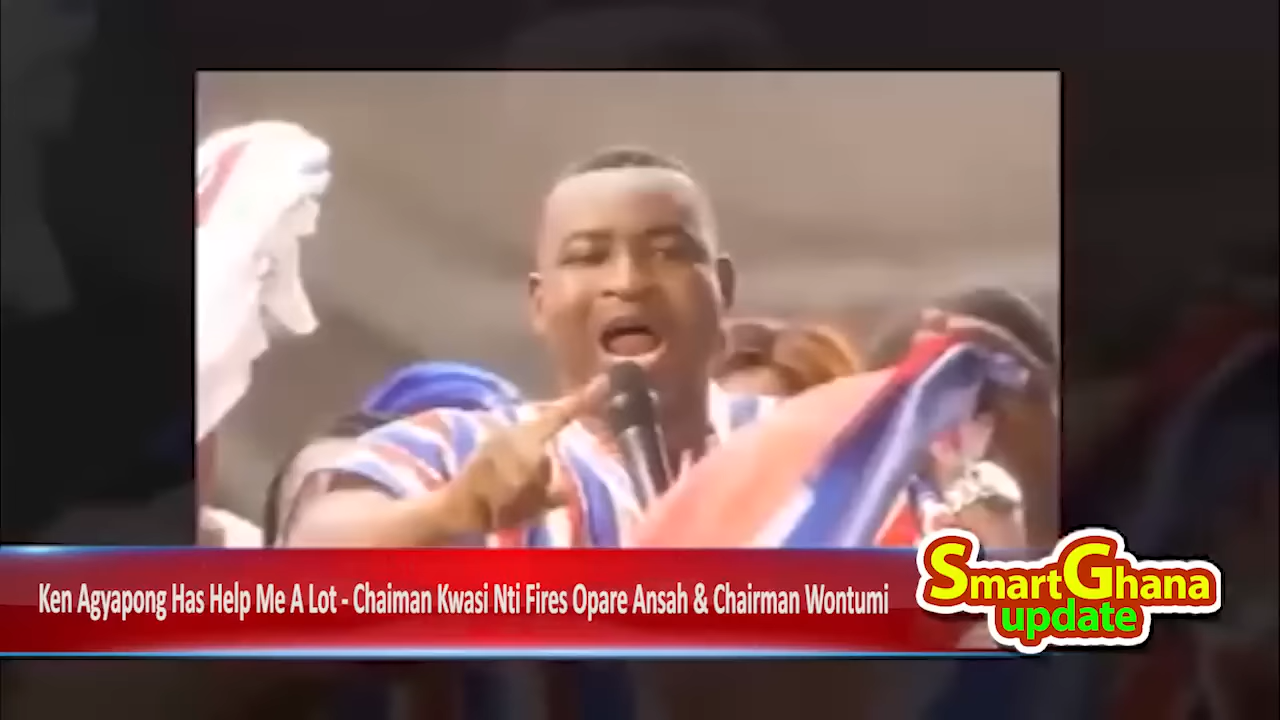 Ken Agyapong Has Help Me A Lot - Chaiman Kwasi Nti Fires Opare Ansah & Chairman Wontumi
SmartGhana
update